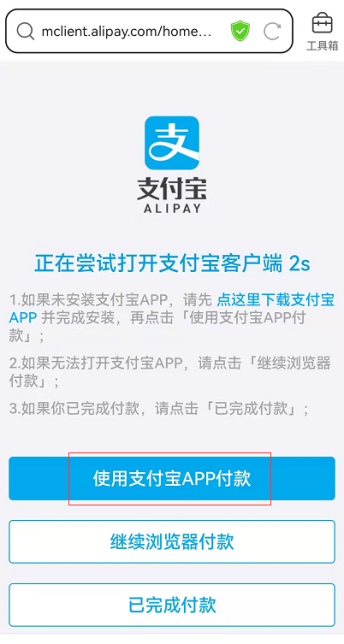 mclient.alipay.com/home...
工具箱
支
支付宝
ALIPAY
正在尝试打开支付宝客户端 2s
1.如果未安装支付宝APP，请先 点这里下载支付宝
APP 并完成安装，再点击「使用支付宝APP付
款」；
2.如果无法打开支付宝APP，请点击「继续浏览器
付款」；
3.如果你已完成付款，请点击「已完成付款」；
使用支付宝APP付款
继续浏览器付款
已完成付款